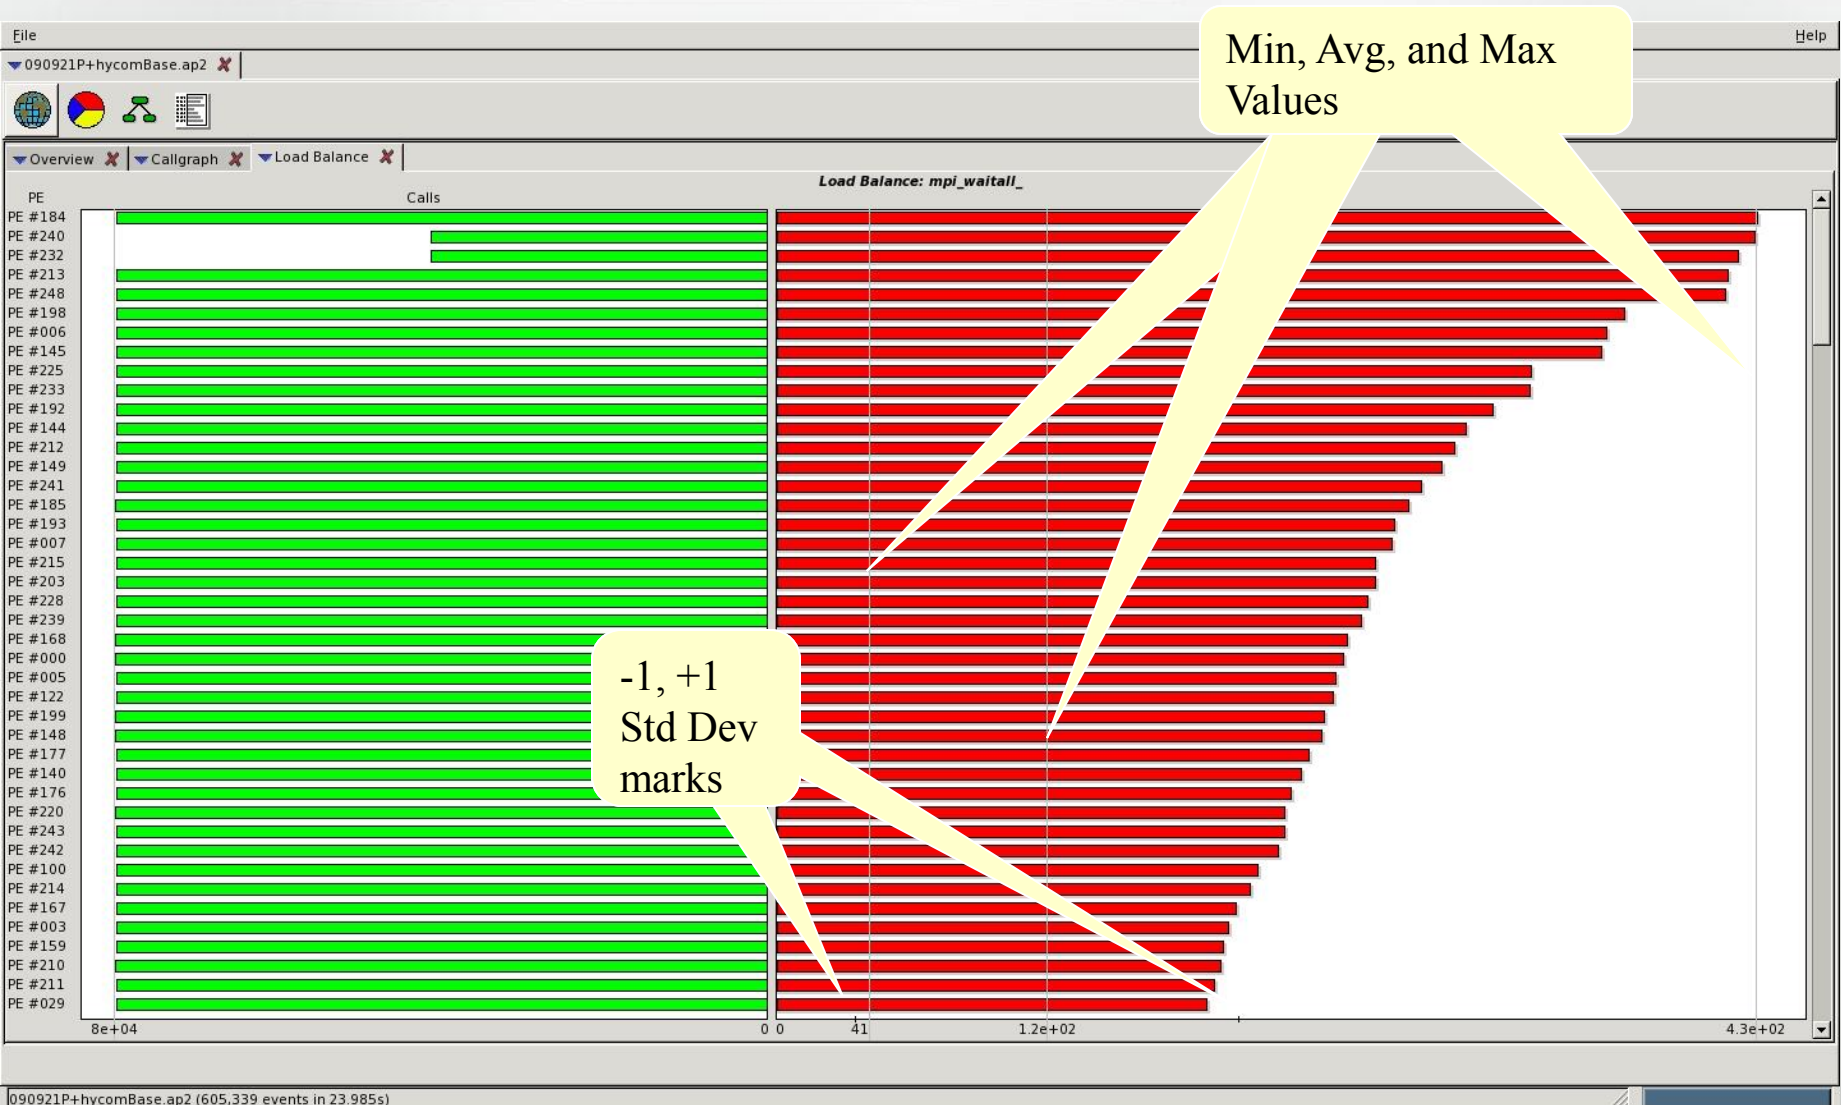 File
Help
090921P+hycomBase.ap2
Overview
Callgraph
Load Balance
Min, Avg, and Max
Values
Load Balance: mpi_waitall_
PE
Calls
PE #184
PE #240
PE #232
PE #213
PE #248
PE #198
PE #006
PE #145
PE #225
PE #233
PE #192
PE #144
PE #212
PE #149
PE #241
PE #185
PE #193
PE #007
PE #215
PE #203
PE #228
PE #239
PE #168
PE #000
PE #005
PE #122
PE #199
PE #148
PE #177
PE #140
PE #176
PE #220
PE #243
PE #242
PE #100
PE #214
PE #167
PE #003
PE #159
PE #210
PE #211
PE #029
-1, +1
Std Dev
marks
8e+04
0 0
41
1.2e+02
4.3e+02
090921P+hycomBase.ap2 (605,339 events in 23.985s)